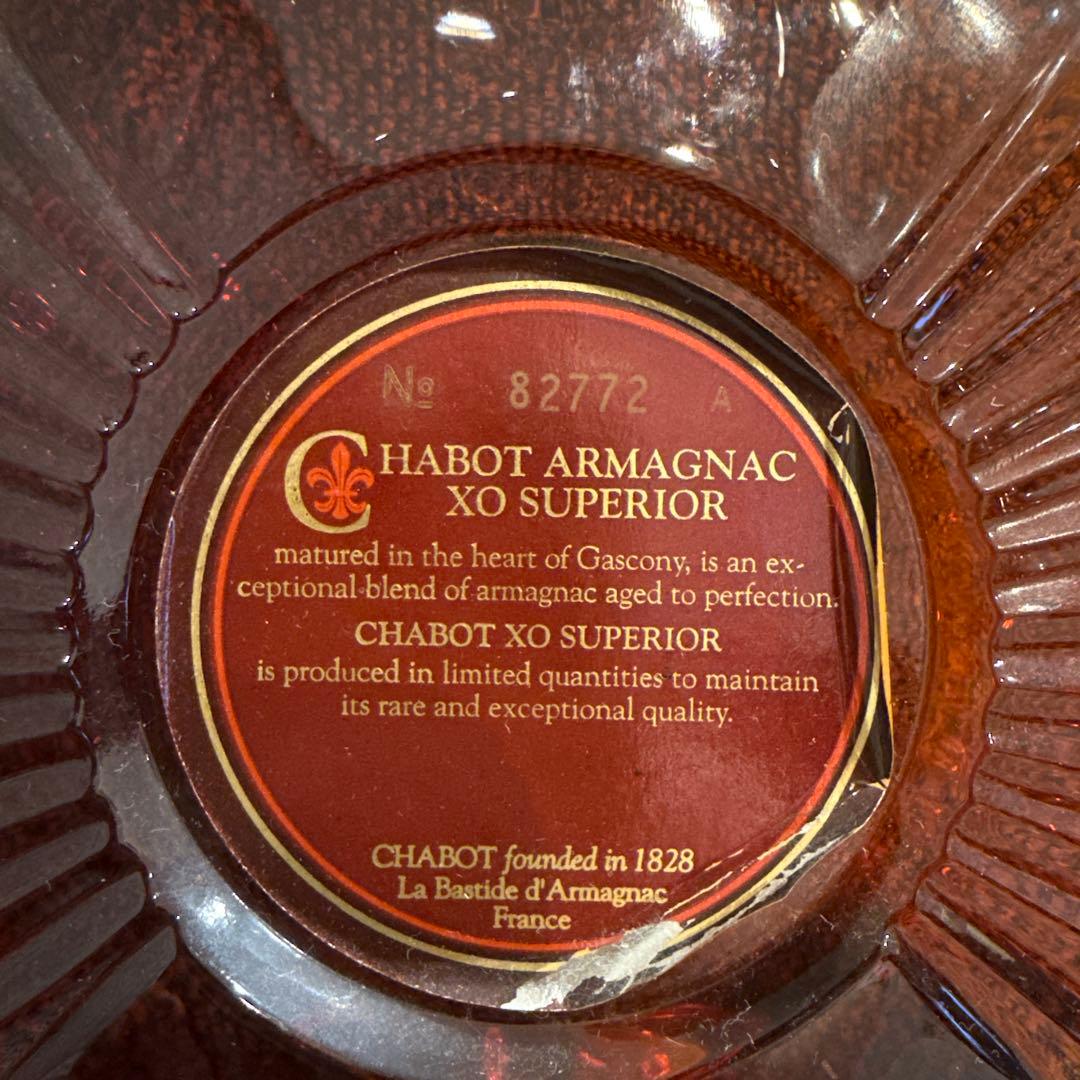 № 82772 A
CHABOT ARMAGNAC
XO SUPERIOR
matured in the heart of Gascony, is an ex-
ceptional blend of armagnac aged to perfection.
CHABOT XO SUPERIOR
is produced in limited quantities to maintain
its rare and exceptional quality.
CHABOT founded in 1828
La Bastide d'Armagnac
France